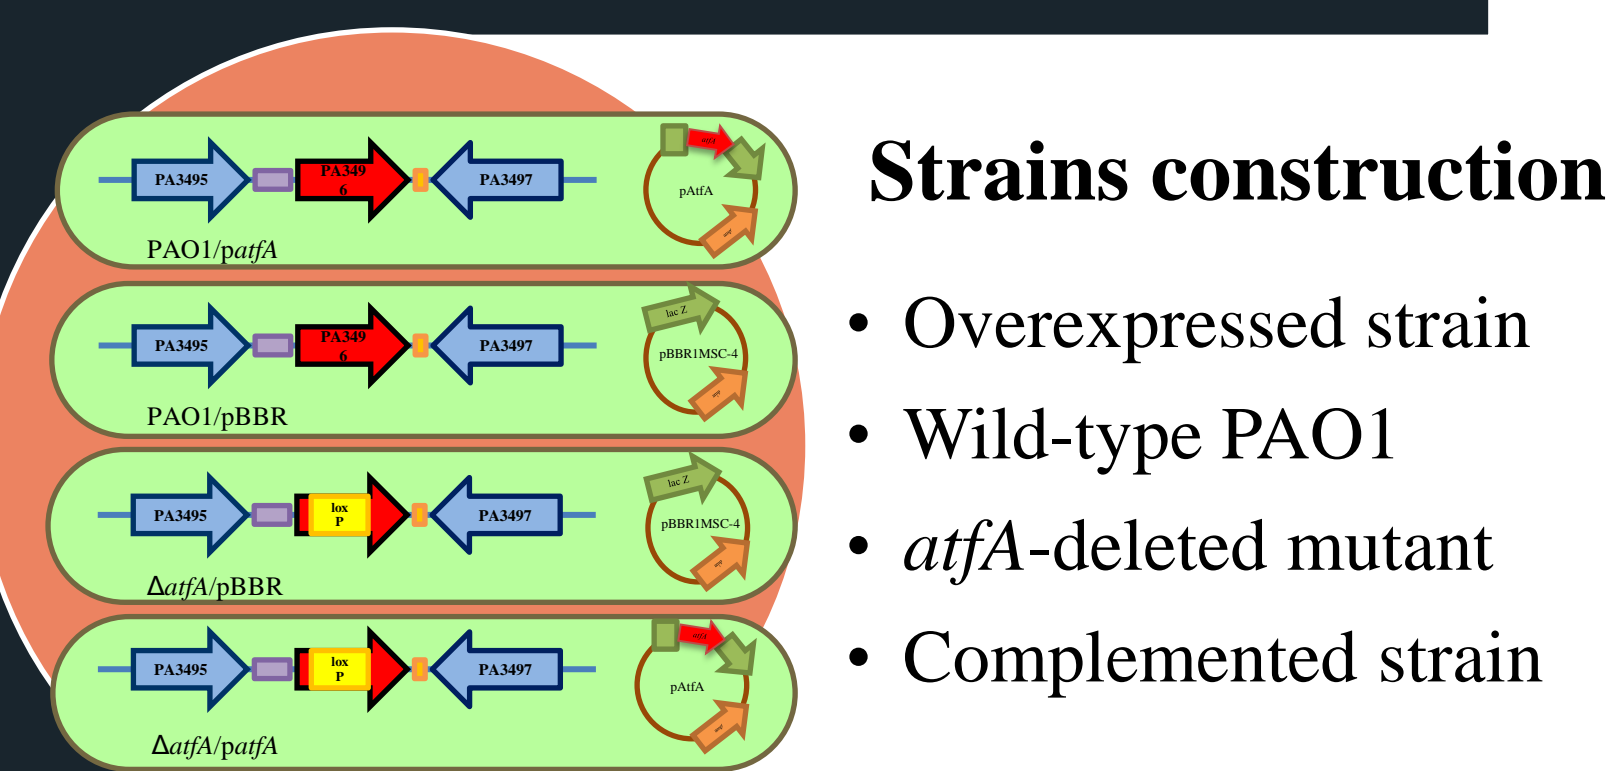 Strains construction
PA3495
PA349
6
PA3497
atfA
pAtfA
PAO1/patfA
• Overexpressed strain
PA3495
PA349
6
PA3497
lac Z
pBBR1MSC-4
PAO1/pBBR
• Wild-type PAO1
PA3495
lox
P
PA3497
lac Z
pBBR1MSC-4
ΔatfA/pBBR
• atfA-deleted mutant
PA3495
lox
P
PA3497
atfA
pAtfA
ΔatfA/patfA
• Complemented strain